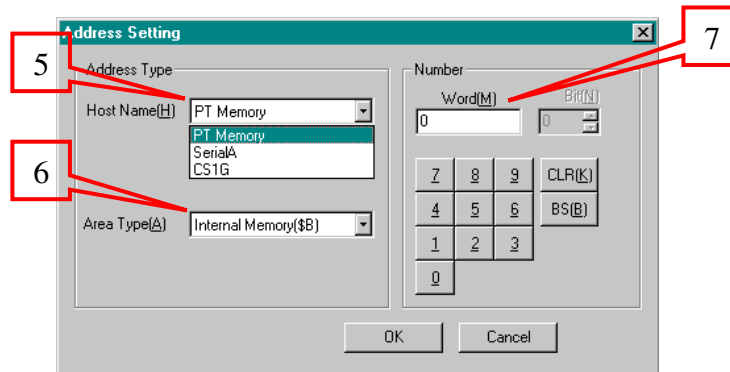 Address Setting
5
7
Address Type
Number
Host Name(H)
PT Memory
Word(M)
Bit(N)
0
0
PT Memory
SerialA
CS1G
6
7 8 9 CLR(K)
4 5 6 BS(B)
Area Type(A)
Internal Memory($B)
1 2 3
0
OK
Cancel